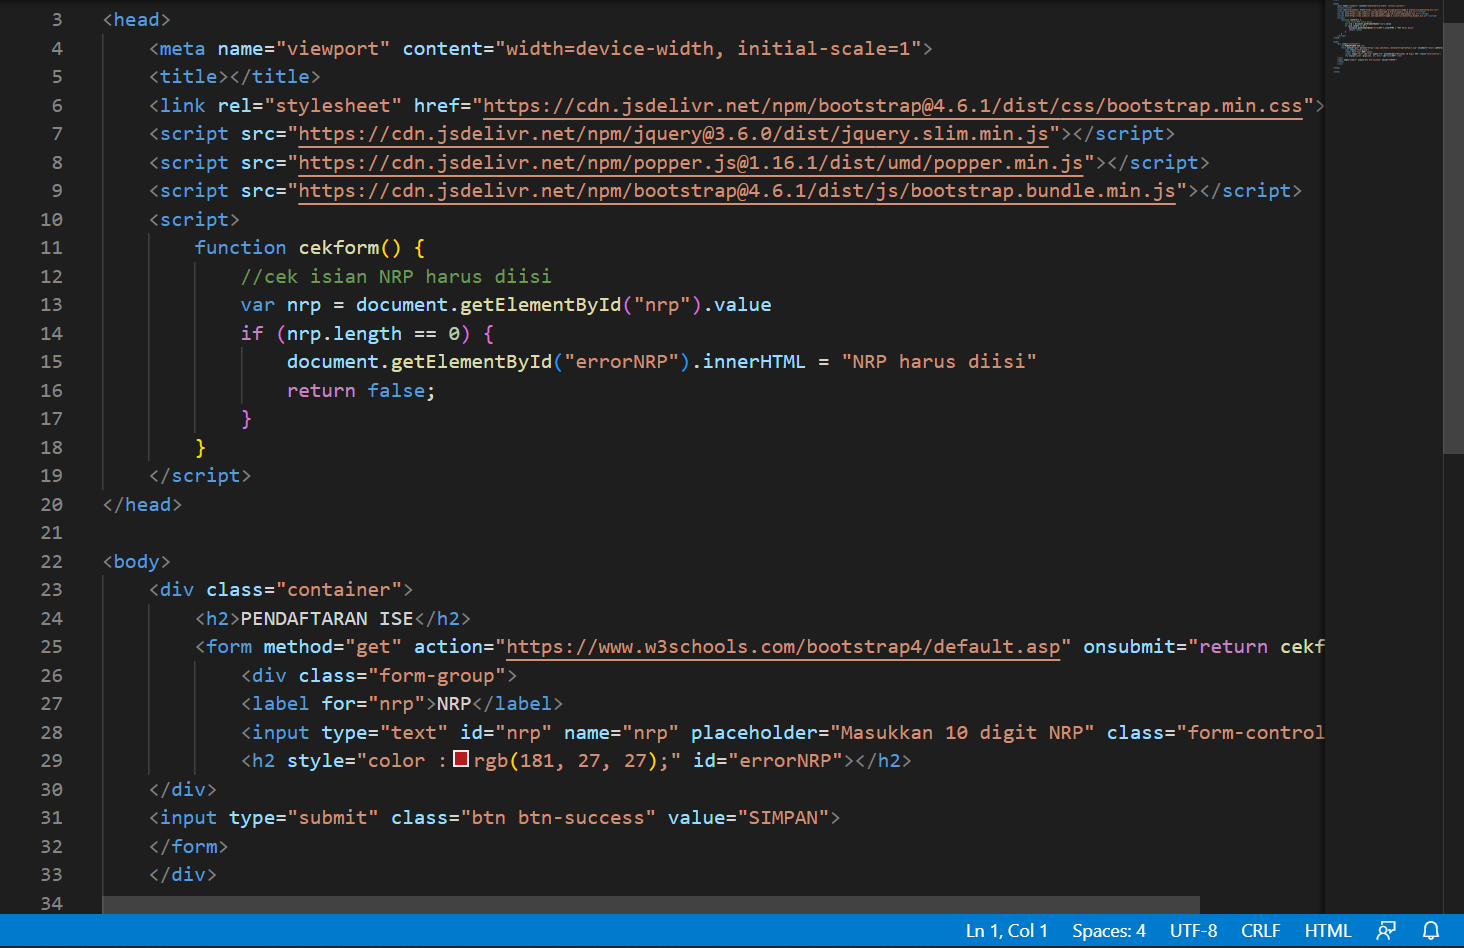 3 <head>
4 <meta name="viewport" content="width=device-width, initial-scale=1">
5 <title></title>
6 <link rel="stylesheet" href="https://cdn.jsdelivr.net/npm/bootstrap@4.6.1/dist/css/bootstrap.min.css">
7 <script src="https://cdn.jsdelivr.net/npm/jquery@3.6.0/dist/jquery.slim.min.js"></script>
8 <script src="https://cdn.jsdelivr.net/npm/popper.js@1.16.1/dist/umd/popper.min.js"></script>
9 <script src="https://cdn.jsdelivr.net/npm/bootstrap@4.6.1/dist/js/bootstrap.bundle.min.js"></script>
10 <script>
11 function cekform() {
12 //cek isian NRP harus diisi
13 var nrp = document.getElementById("nrp").value
14 if (nrp.length == 0) {
15 document.getElementById("errorNRP").innerHTML = "NRP harus diisi"
16 return false;
17 }
18 }
19 </script>
20 </head>
21
22 <body>
23 <div class="container">
24 <h2>PENDAFTARAN ISE</h2>
25 <form method="get" action="https://www.w3schools.com/bootstrap4/default.asp" onsubmit="return cekf
26 <div class="form-group">
27 <label for="nrp">NRP</label>
28 <input type="text" id="nrp" name="nrp" placeholder="Masukkan 10 digit NRP" class="form-control
29 <h2 style="color : rgb(181, 27, 27);" id="errorNRP"></h2>
30 </div>
31 <input type="submit" class="btn btn-success" value="SIMPAN">
32 </form>
33 </div>
34
Ln 1, Col 1 Spaces: 4 UTF-8 CRLF HTML